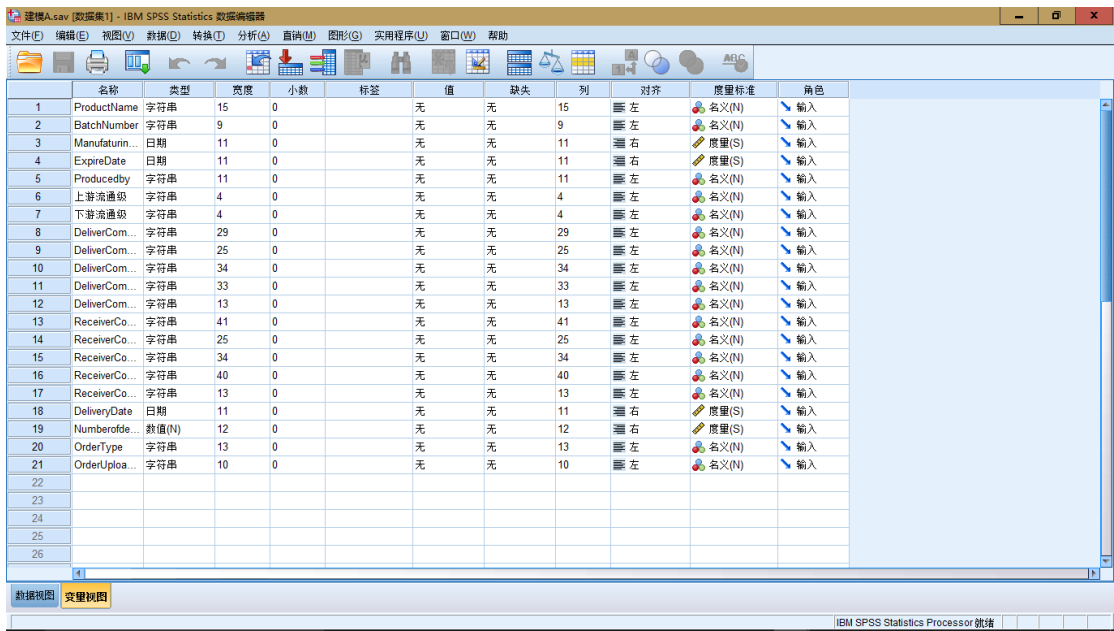 建模A.sav [数据集1] - IBM SPSS Statistics 数据编辑器
文件(F) 编辑(E) 视图(V) 数据(D) 转换(T) 分析(A) 直销(M) 图形(G) 实用程序(U) 窗口(W) 帮助
名称 类型 宽度 小数 标签 值 缺失 列 对齐 度量标准 角色
1 ProductName 字符串 15 0 无 无 15 左 名义(N) 输入
2 BatchNumber 字符串 9 0 无 无 9 左 名义(N) 输入
3 Manufaturin... 日期 11 0 无 无 11 右 度量(S) 输入
4 ExpireDate 日期 11 0 无 无 11 右 度量(S) 输入
5 Producedby 字符串 11 0 无 无 11 左 名义(N) 输入
6 上游流通级 字符串 4 0 无 无 4 左 名义(N) 输入
7 下游流通级 字符串 4 0 无 无 4 左 名义(N) 输入
8 DeliverCom... 字符串 29 0 无 无 29 左 名义(N) 输入
9 DeliverCom... 字符串 25 0 无 无 25 左 名义(N) 输入
10 DeliverCom... 字符串 34 0 无 无 34 左 名义(N) 输入
11 DeliverCom... 字符串 33 0 无 无 33 左 名义(N) 输入
12 DeliverCom... 字符串 13 0 无 无 13 左 名义(N) 输入
13 ReceiverCo... 字符串 41 0 无 无 41 左 名义(N) 输入
14 ReceiverCo... 字符串 25 0 无 无 25 左 名义(N) 输入
15 ReceiverCo... 字符串 34 0 无 无 34 左 名义(N) 输入
16 ReceiverCo... 字符串 40 0 无 无 40 左 名义(N) 输入
17 ReceiverCo... 字符串 13 0 无 无 13 左 名义(N) 输入
18 DeliveryDate 日期 11 0 无 无 11 右 度量(S) 输入
19 Numberofde... 数值(N) 12 0 无 无 12 右 度量(S) 输入
20 OrderType 字符串 13 0 无 无 13 左 名义(N) 输入
21 OrderUploa... 字符串 10 0 无 无 10 左 名义(N) 输入
22
23
24
25
26
数据视图 变量视图
IBM SPSS Statistics Processor 就绪